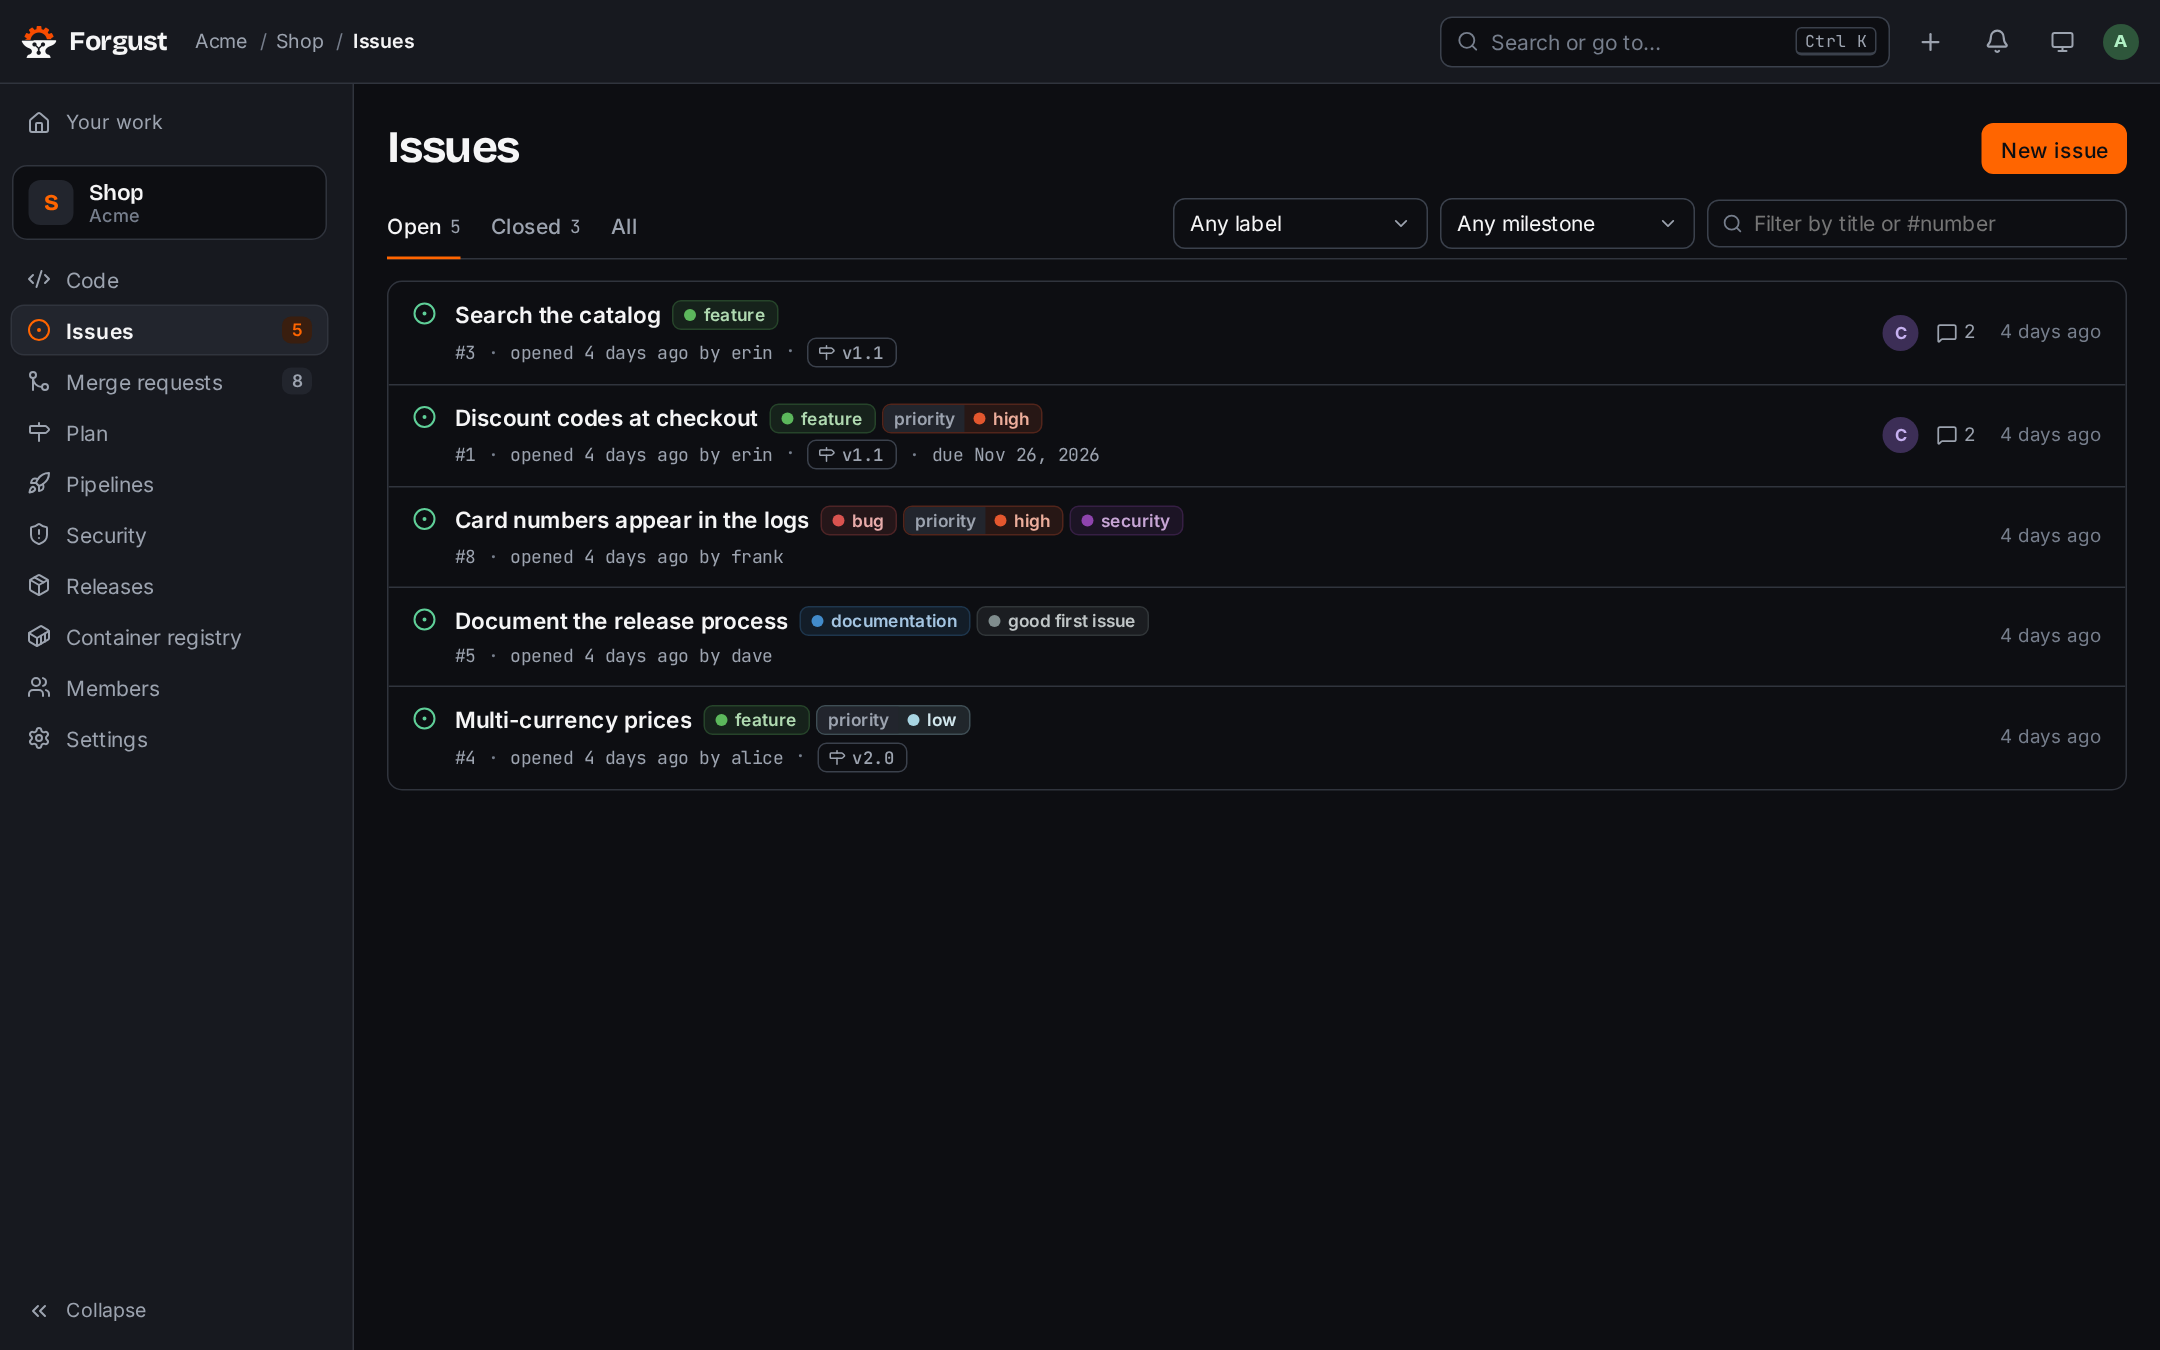 Forgust Acme / Shop / Issues Search or go to... Ctrl K A
Your work
S Shop
Acme
Code
Issues 5
Merge requests 8
Plan
Pipelines
Security
Releases
Container registry
Members
Settings
Collapse
Issues New issue
Open 5 Closed 3 All Any label Any milestone Filter by title or #number
Search the catalog feature
#3 · opened 4 days ago by erin · v1.1
C 2 4 days ago
Discount codes at checkout feature priority high
#1 · opened 4 days ago by erin · v1.1 · due Nov 26, 2026
C 2 4 days ago
Card numbers appear in the logs bug priority high security
#8 · opened 4 days ago by frank
4 days ago
Document the release process documentation good first issue
#5 · opened 4 days ago by dave
4 days ago
Multi-currency prices feature priority low
#4 · opened 4 days ago by alice · v2.0
4 days ago